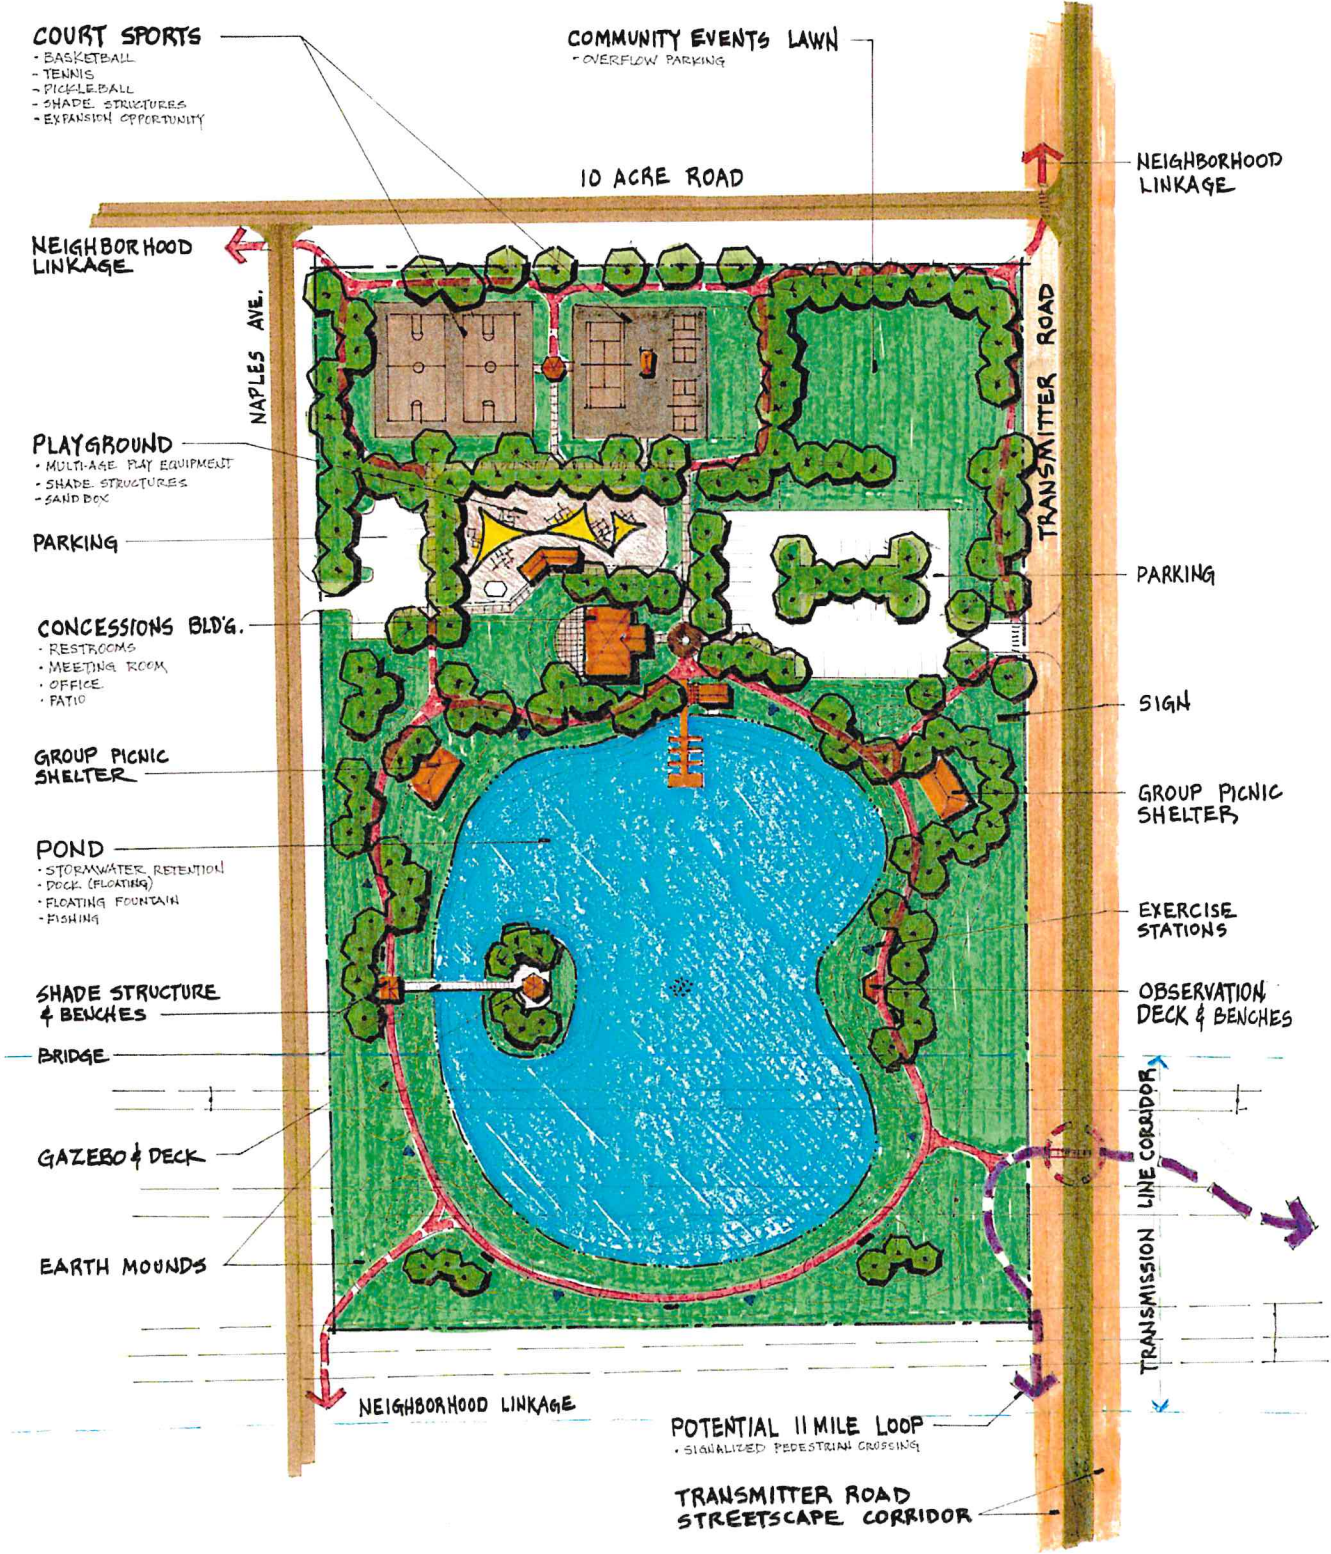 COURT SPORTS
· BASKETBALL
- TENNIS
- PICKLEBALL
- SHADE STRUCTURES
- EXPANSION OPPORTUNITY
COMMUNITY EVENTS LAWN
· OVERFLOW PARKING
10 ACRE ROAD
NEIGHBORHOOD
LINKAGE
NEIGHBORHOOD
LINKAGE
NAPLES AVE.
TRANSMITTER ROAD
PLAYGROUND
· MULTI-AGE PLAY EQUIPMENT
· SHADE STRUCTURES
- SAND BOX
PARKING
PARKING
CONCESSIONS BLD'G.
· RESTROOMS
· MEETING ROOM
· OFFICE
· PATIO
SIGN
GROUP PICNIC
SHELTER
GROUP PICNIC
SHELTER
POND
· STORMWATER RETENTION
· DOCK (FLOATING)
· FLOATING FOUNTAIN
· FISHING
EXERCISE
STATIONS
SHADE STRUCTURE
& BENCHES
OBSERVATION
DECK & BENCHES
BRIDGE
TRANSMISSION LINE CORRIDOR
GAZEBO & DECK
EARTH MOUNDS
NEIGHBORHOOD LINKAGE
POTENTIAL 11 MILE LOOP
· SIGNALIZED PEDESTRIAN CROSSING
TRANSMITTER ROAD
STREETSCAPE CORRIDOR